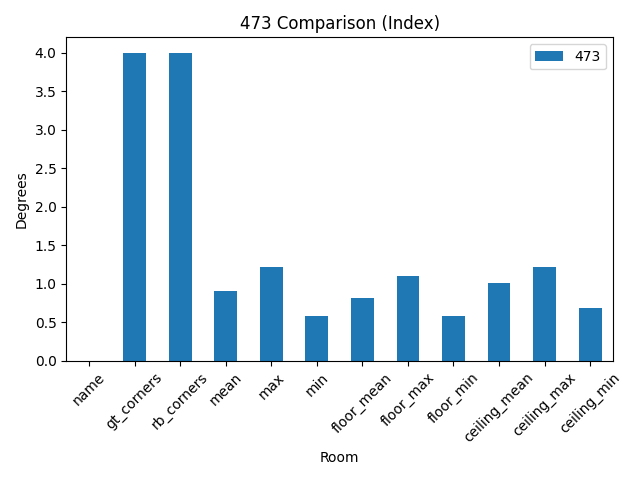 473 Comparison (Index)
473
Degrees
4.0
3.5
3.0
2.5
2.0
1.5
1.0
0.5
0.0
name
gt_corners
rb_corners
mean
max
min
floor_mean
floor_max
floor_min
ceiling_mean
ceiling_max
ceiling_min
Room